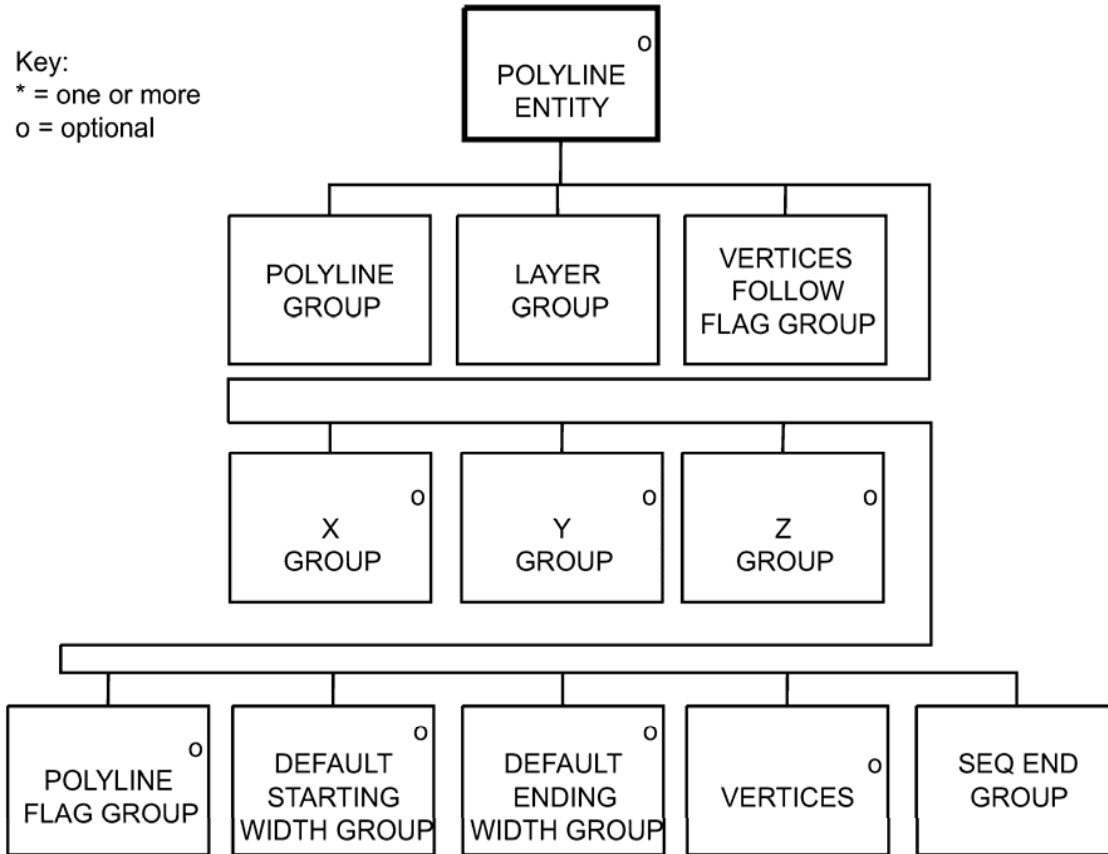 Key:
* = one or more
o = optional
o
POLYLINE
ENTITY
POLYLINE
GROUP
LAYER
GROUP
VERTICES
FOLLOW
FLAG GROUP
o
X
GROUP
o
Y
GROUP
o
Z
GROUP
o
POLYLINE
FLAG GROUP
o
DEFAULT
STARTING
WIDTH GROUP
o
DEFAULT
ENDING
WIDTH GROUP
o
VERTICES
SEQ END
GROUP